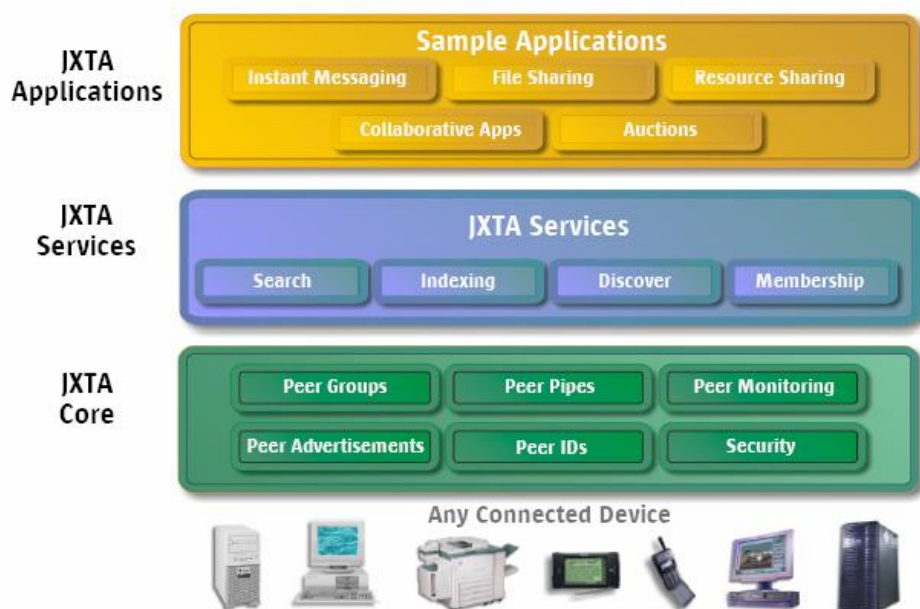 JXTA
Applications
Sample Applications
Instant Messaging
File Sharing
Resource Sharing
Collaborative Apps
Auctions
JXTA
Services
JXTA Services
Search
Indexing
Discover
Membership
JXTA
Core
Peer Groups
Peer Pipes
Peer Monitoring
Peer Advertisements
Peer IDs
Security
Any Connected Device